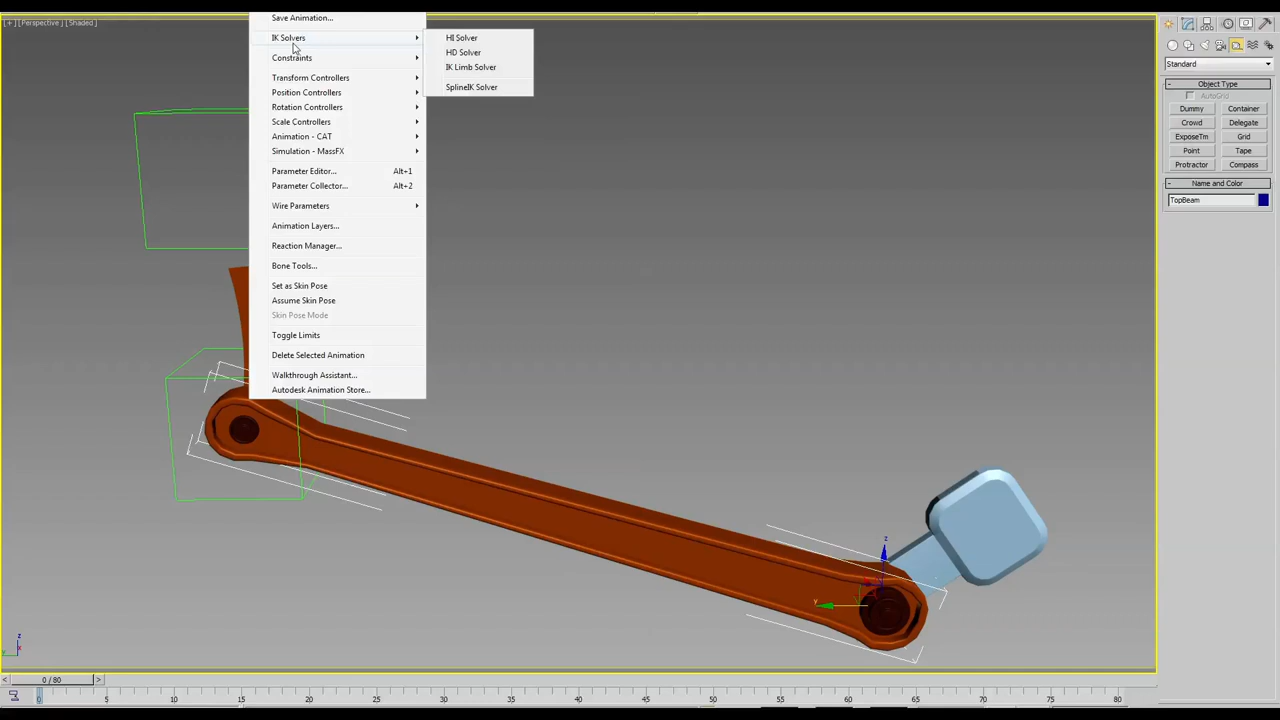 [+] [Perspective] [Shaded]
Save Animation...
IK Solvers
Constraints
Transform Controllers
Position Controllers
Rotation Controllers
Scale Controllers
Animation - CAT
Simulation - MassFX
Parameter Editor... Alt+1
Parameter Collector... Alt+2
Wire Parameters
Animation Layers...
Reaction Manager...
Bone Tools...
Set as Skin Pose
Assume Skin Pose
Skin Pose Mode
Toggle Limits
Delete Selected Animation
Walkthrough Assistant...
Autodesk Animation Store...
HI Solver
HD Solver
IK Limb Solver
SplineIK Solver
Standard
- Object Type
AutoGrid
Dummy Container
Crowd Delegate
ExposeTm Grid
Point Tape
Protractor Compass
- Name and Color
TopBeam
z
y
z
y x
< 0 / 80 >
0 5 10 15 20 25 30 35 40 45 50 55 60 65 70 75 80